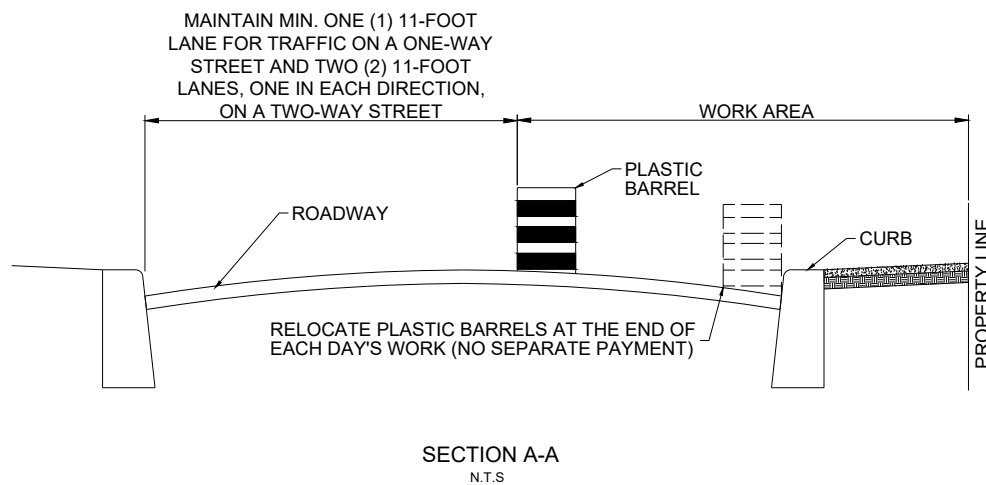 MAINTAIN MIN. ONE (1) 11-FOOT
LANE FOR TRAFFIC ON A ONE-WAY
STREET AND TWO (2) 11-FOOT
LANES, ONE IN EACH DIRECTION,
ON A TWO-WAY STREET
WORK AREA
PLASTIC
BARREL
ROADWAY
CURB
PROPERTY LINE
RELOCATE PLASTIC BARRELS AT THE END OF
EACH DAY'S WORK (NO SEPARATE PAYMENT)
SECTION A-A
N.T.S